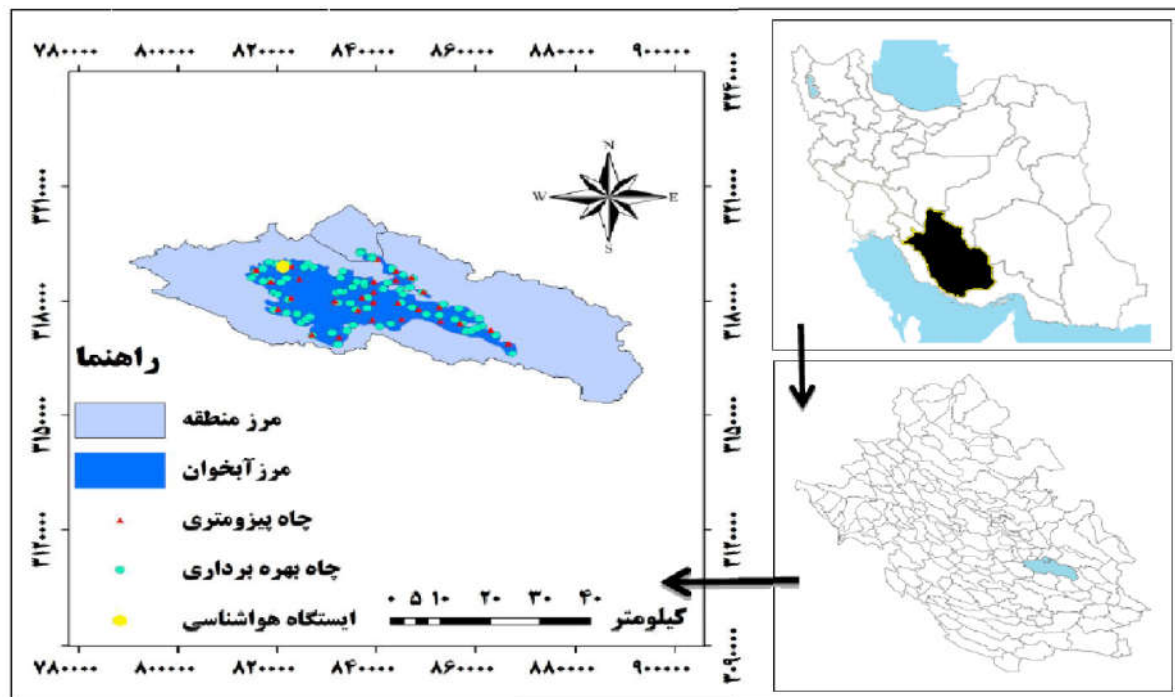 ۷۸۰۰۰۰ ۸۰۰۰۰۰ ۸۲۰۰۰۰ ۸۴۰۰۰۰ ۸۶۰۰۰۰ ۸۸۰۰۰۰ ۹۰۰۰۰۰
۳۲۴۰۰۰۰
۳۲۱۰۰۰۰ ۳۲۱۰۰۰۰
N
W E
S
۳۱۸۰۰۰۰ ۳۱۸۰۰۰۰
راهنما
۳۱۵۰۰۰۰ ۳۱۵۰۰۰۰
مرز منطقه
مرز آبخوان
چاه پیزومتری
۳۱۲۰۰۰۰ ۳۱۲۰۰۰۰
چاه بهره برداری
ایستگاه هواشناسی
۰ ۵ ۱۰ ۲۰ ۳۰ ۴۰
کیلومتر
۳۰۹۰۰۰۰
۷۸۰۰۰۰ ۸۰۰۰۰۰ ۸۲۰۰۰۰ ۸۴۰۰۰۰ ۸۶۰۰۰۰ ۸۸۰۰۰۰ ۹۰۰۰۰۰